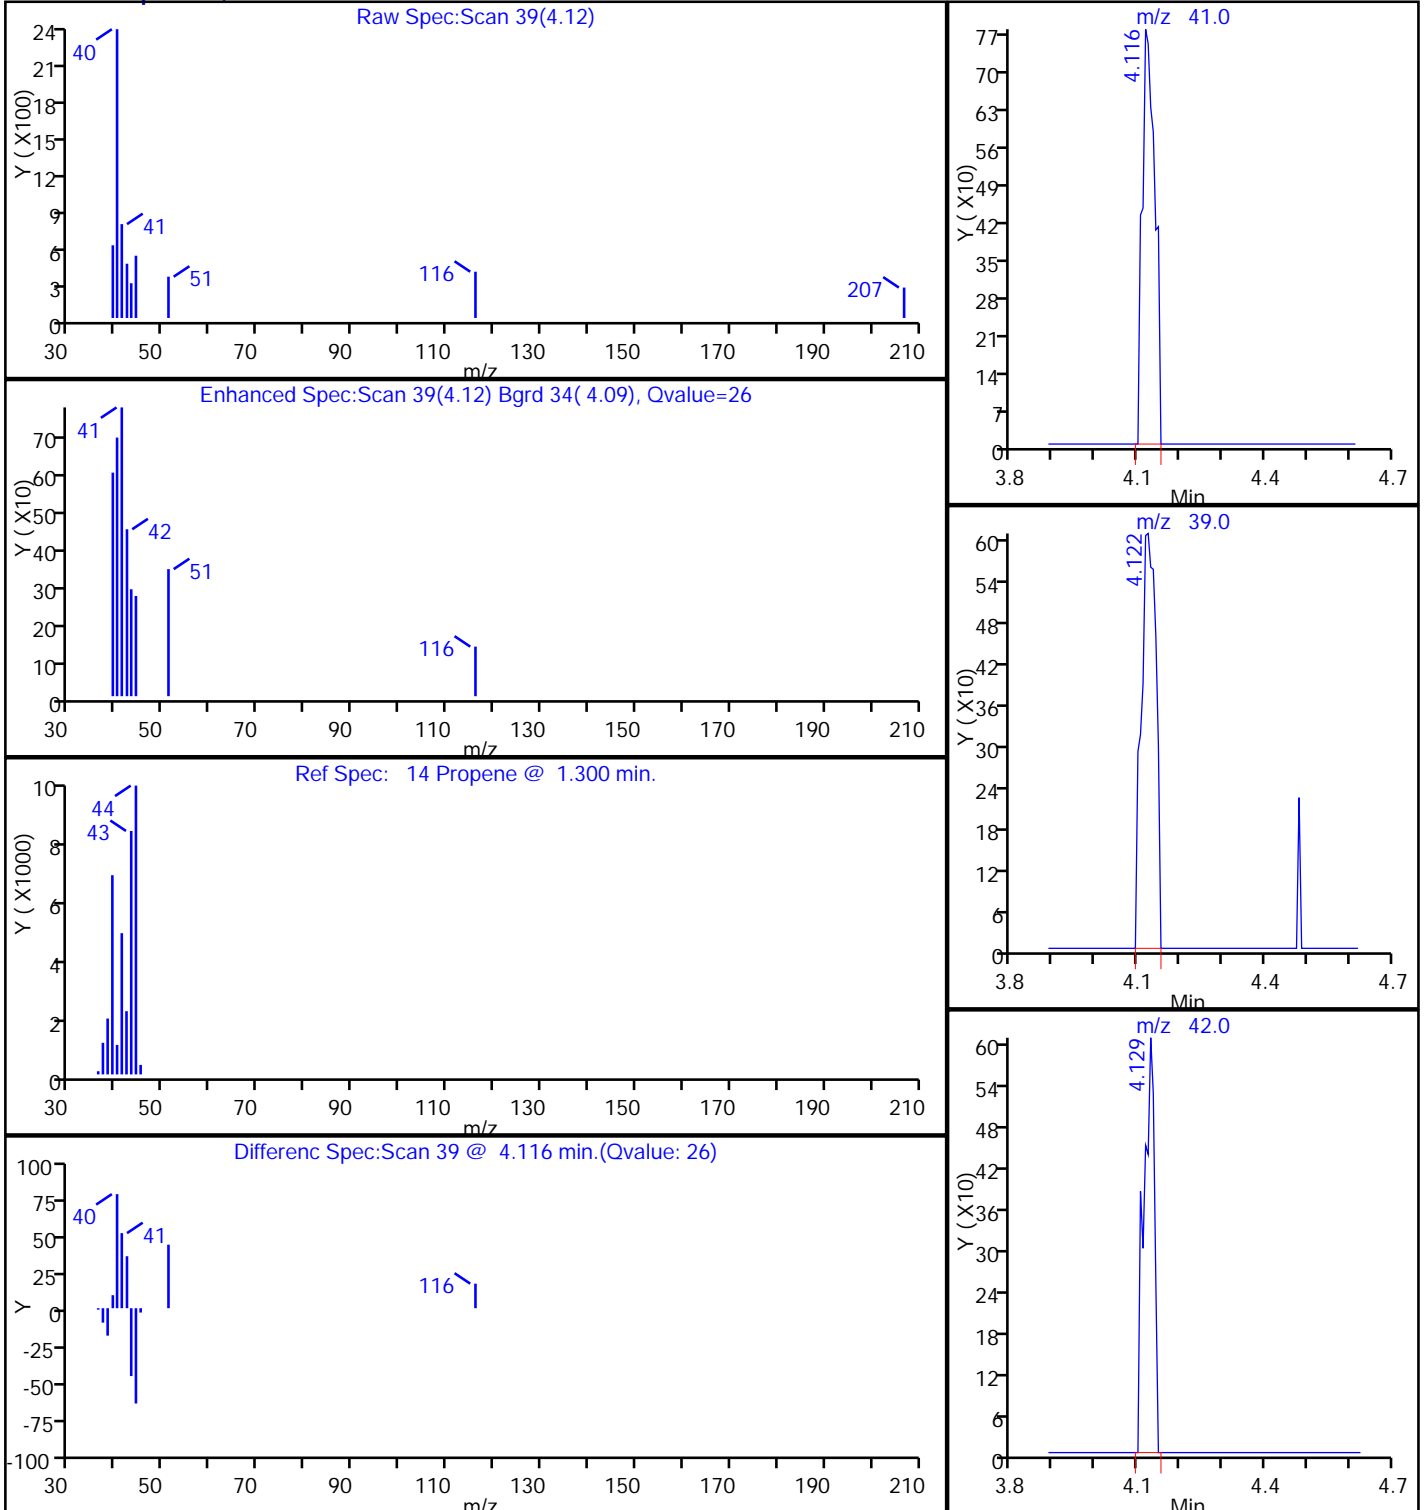 Raw Spec:Scan 39(4.12)
24
21
18
15
12
9
6
3
0
Y ( X100)
40
41
51
116
207
30 50 70 90 110 130 150 170 190 210
m/z
Enhanced Spec:Scan 39(4.12) Bgrd 34( 4.09), Qvalue=26
70
60
50
40
30
20
10
0
Y ( X10)
41
42
51
116
30 50 70 90 110 130 150 170 190 210
m/z
Ref Spec: 14 Propene @ 1.300 min.
10
8
6
4
2
0
Y ( X1000)
44
43
30 50 70 90 110 130 150 170 190 210
m/z
Differenc Spec:Scan 39 @ 4.116 min.(Qvalue: 26)
100
75
50
25
0
-25
-50
-75
-100
Y
40
41
116
30 50 70 90 110 130 150 170 190 210
m/z
m/z 41.0
77
70
63
56
49
42
35
28
21
14
7
0
Y ( X10)
4.116
3.8 4.1 4.4 4.7
Min
m/z 39.0
60
54
48
42
36
30
24
18
12
6
0
Y ( X10)
4.122
3.8 4.1 4.4 4.7
Min
m/z 42.0
60
54
48
42
36
30
24
18
12
6
0
Y ( X10)
4.129
3.8 4.1 4.4 4.7
Min